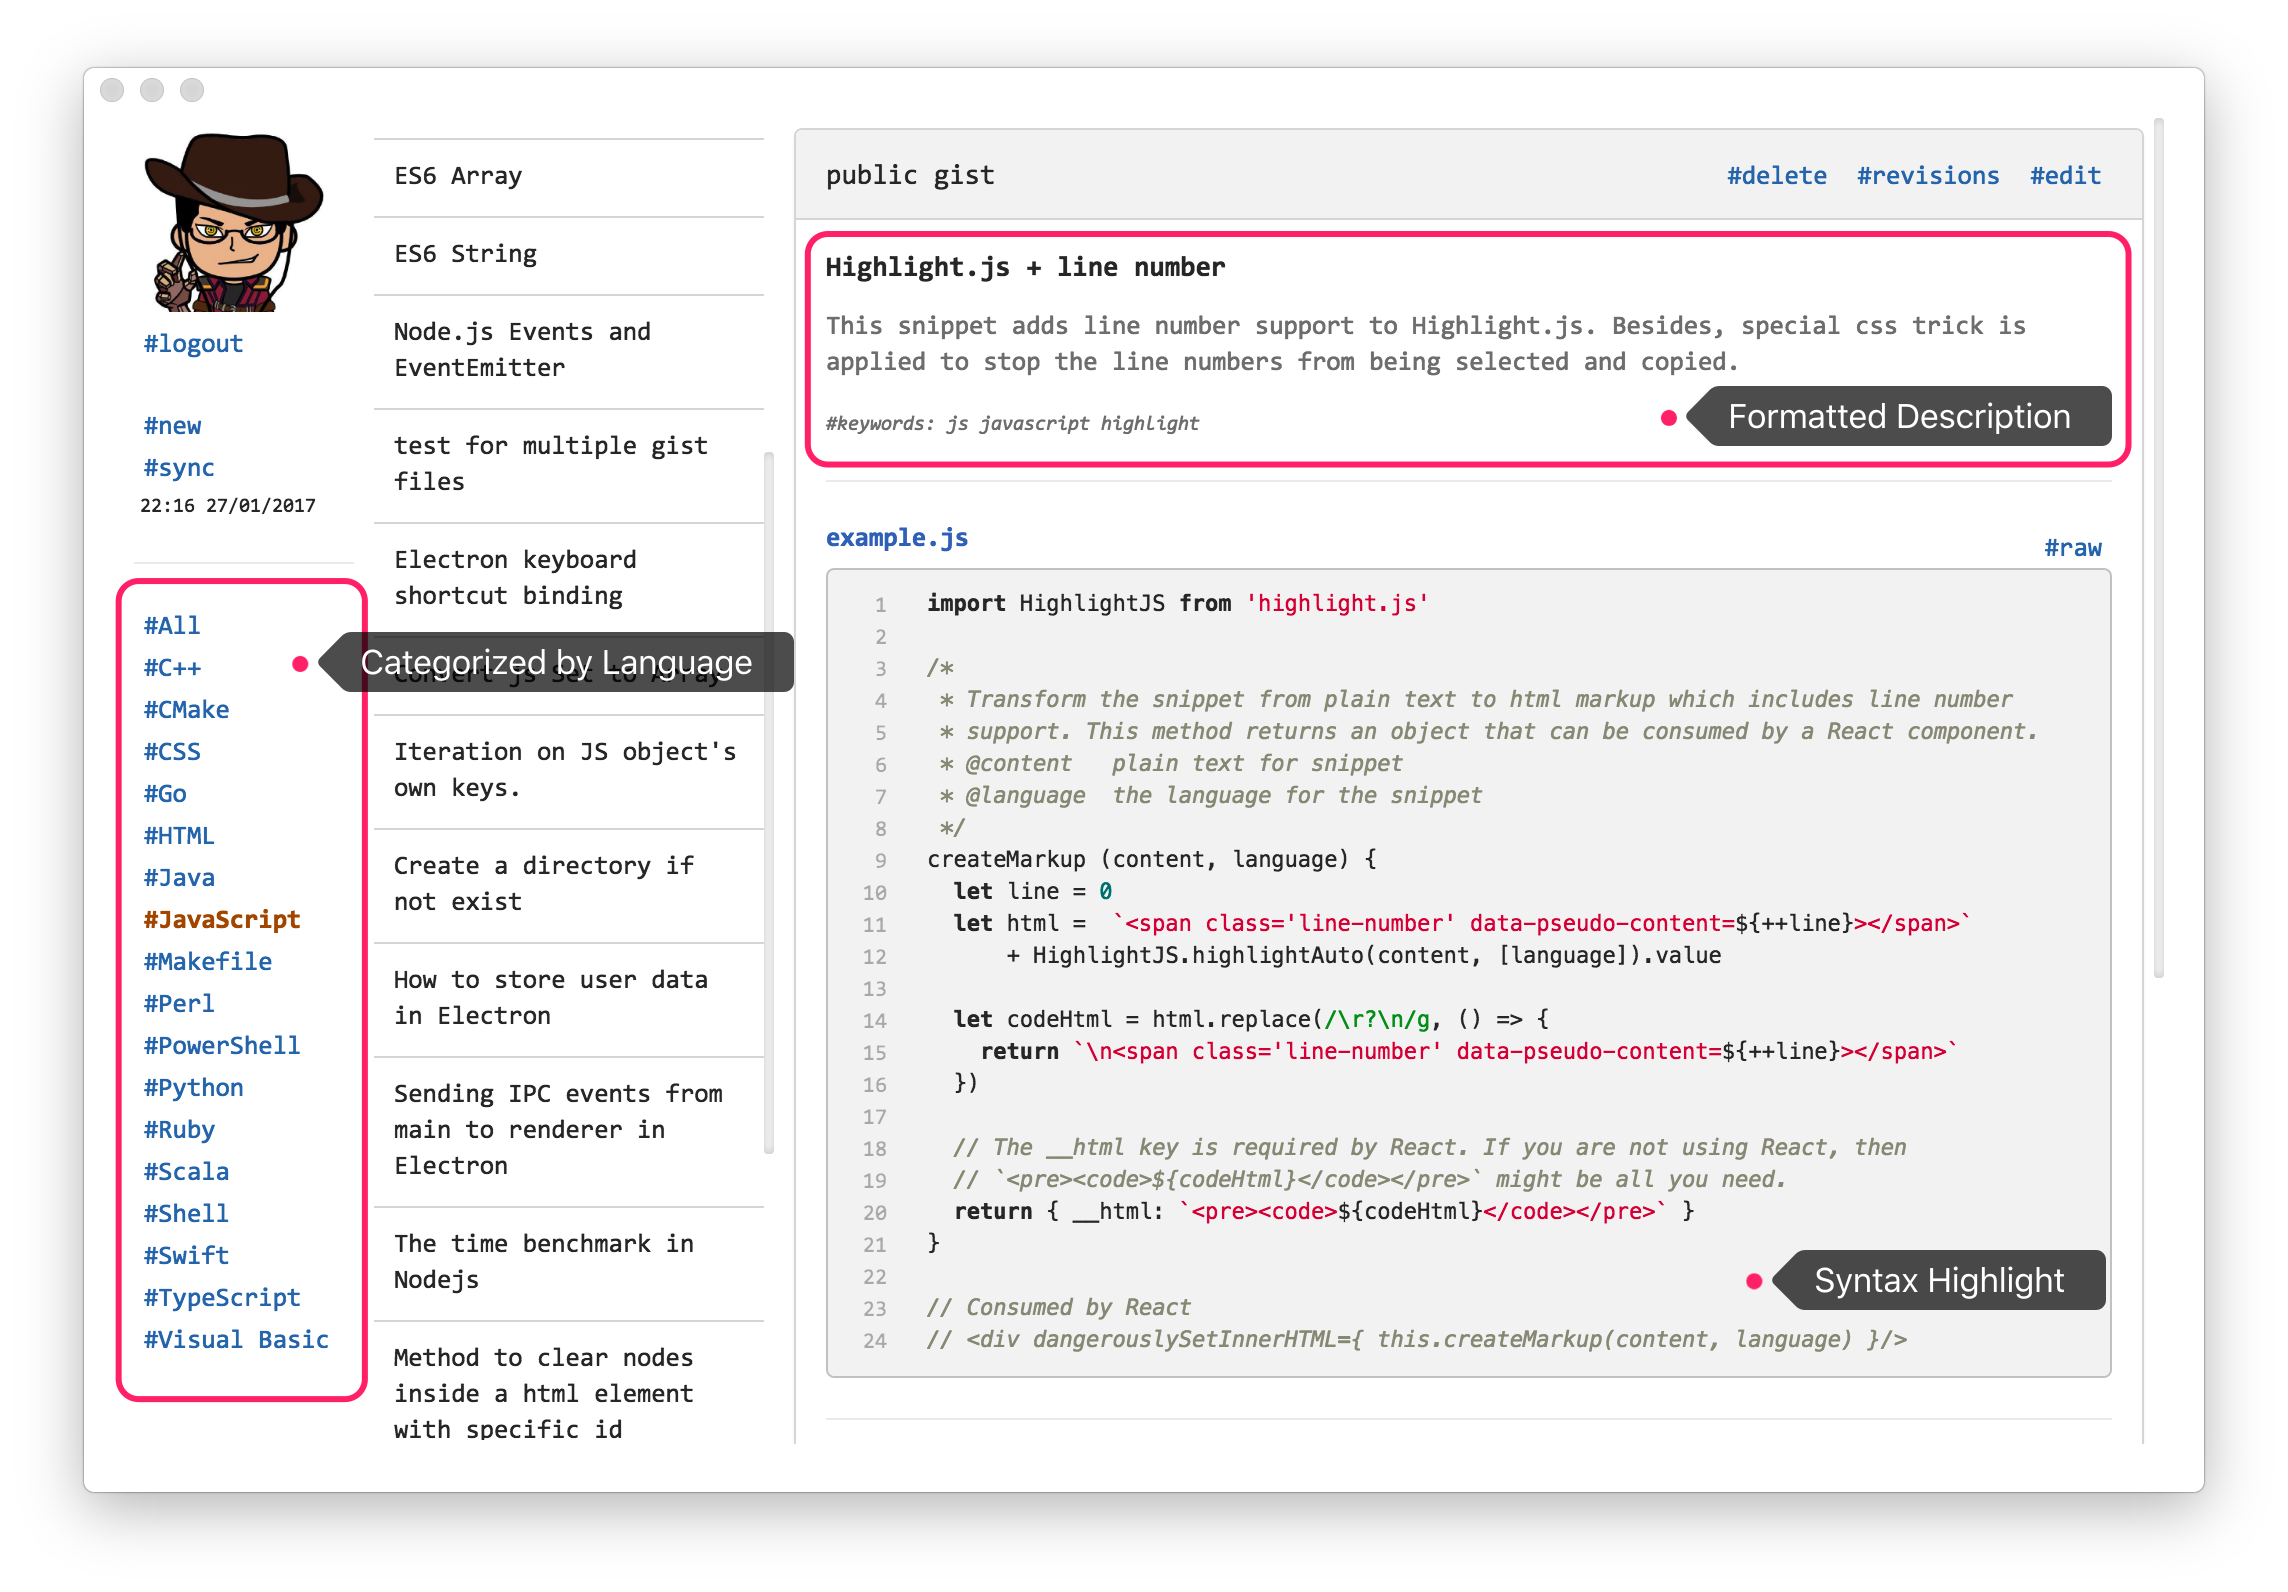 #logout
#new
#sync
22:16 27/01/2017
#All
#C++
#CMake
#CSS
#Go
#HTML
#Java
#JavaScript
#Makefile
#Perl
#PowerShell
#Python
#Ruby
#Scala
#Shell
#Swift
#TypeScript
#Visual Basic
Categorized by Language
ES6 Array
ES6 String
Node.js Events and
EventEmitter
test for multiple gist
files
Electron keyboard
shortcut binding
Convert js Set to Array
Iteration on JS object's
own keys.
Create a directory if
not exist
How to store user data
in Electron
Sending IPC events from
main to renderer in
Electron
The time benchmark in
Nodejs
Method to clear nodes
inside a html element
with specific id
public gist #delete #revisions #edit
Highlight.js + line number
This snippet adds line number support to Highlight.js. Besides, special css trick is
applied to stop the line numbers from being selected and copied.
#keywords: js javascript highlight
Formatted Description
example.js
#raw
1 import HighlightJS from 'highlight.js'
2
3 /*
4  * Transform the snippet from plain text to html markup which includes line number
5  * support. This method returns an object that can be consumed by a React component.
6  * @content   plain text for snippet
7  * @language  the language for the snippet
8  */
9 createMarkup (content, language) {
10   let line = 0
11   let html =  `<span class='line-number' data-pseudo-content=${++line}></span>`
12       + HighlightJS.highlightAuto(content, [language]).value
13
14   let codeHtml = html.replace(/\r?\n/g, () => {
15     return `\n<span class='line-number' data-pseudo-content=${++line}></span>`
16   })
17
18   // The __html key is required by React. If you are not using React, then
19   // `<pre><code>${codeHtml}</code></pre>` might be all you need.
20   return { __html: `<pre><code>${codeHtml}</code></pre>` }
21 }
22
23 // Consumed by React
24 // <div dangerouslySetInnerHTML={ this.createMarkup(content, language) }/>
Syntax Highlight